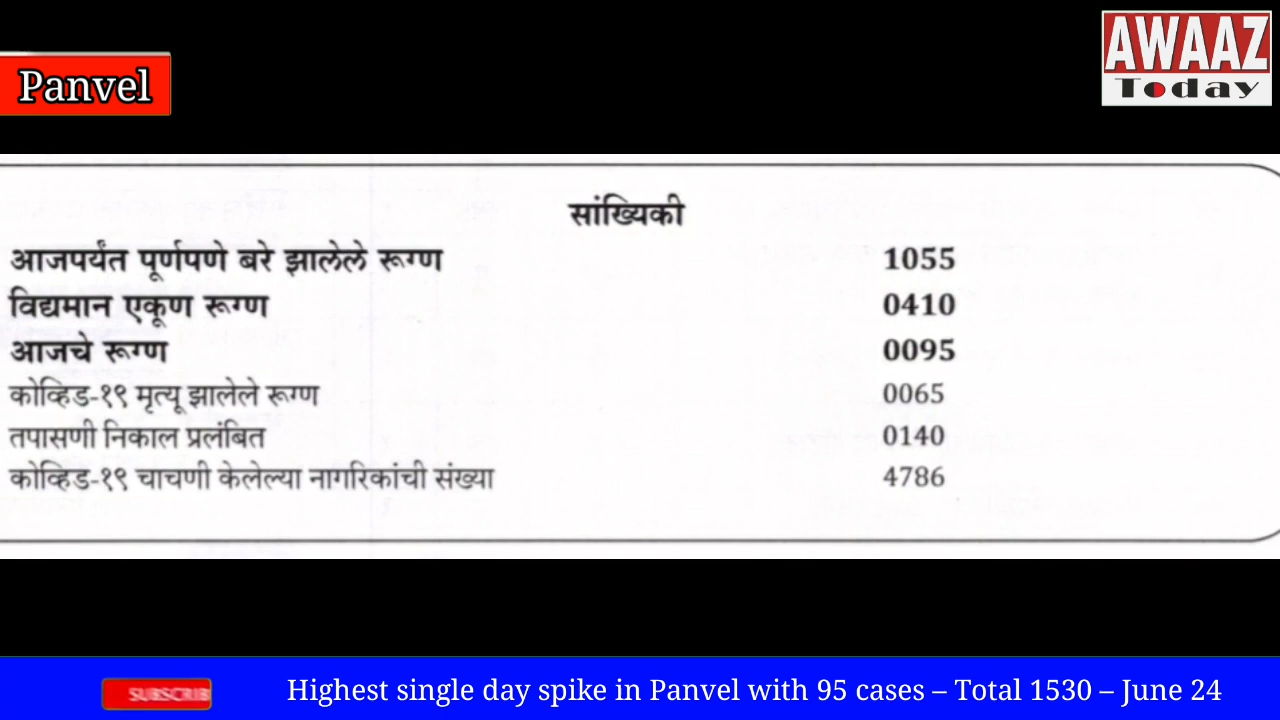 AWAAZ
Today
Panvel
सांख्यिकी
आजपर्यंत पूर्णपणे बरे झालेले रूग्ण 1055
विद्यमान एकूण रूग्ण 0410
आजचे रूग्ण 0095
कोव्हिड-१९ मृत्यू झालेले रूग्ण 0065
तपासणी निकाल प्रलंबित 0140
कोव्हिड-१९ चाचणी केलेल्या नागरिकांची संख्या 4786
SUBSCRIB
Highest single day spike in Panvel with 95 cases – Total 1530 – June 24